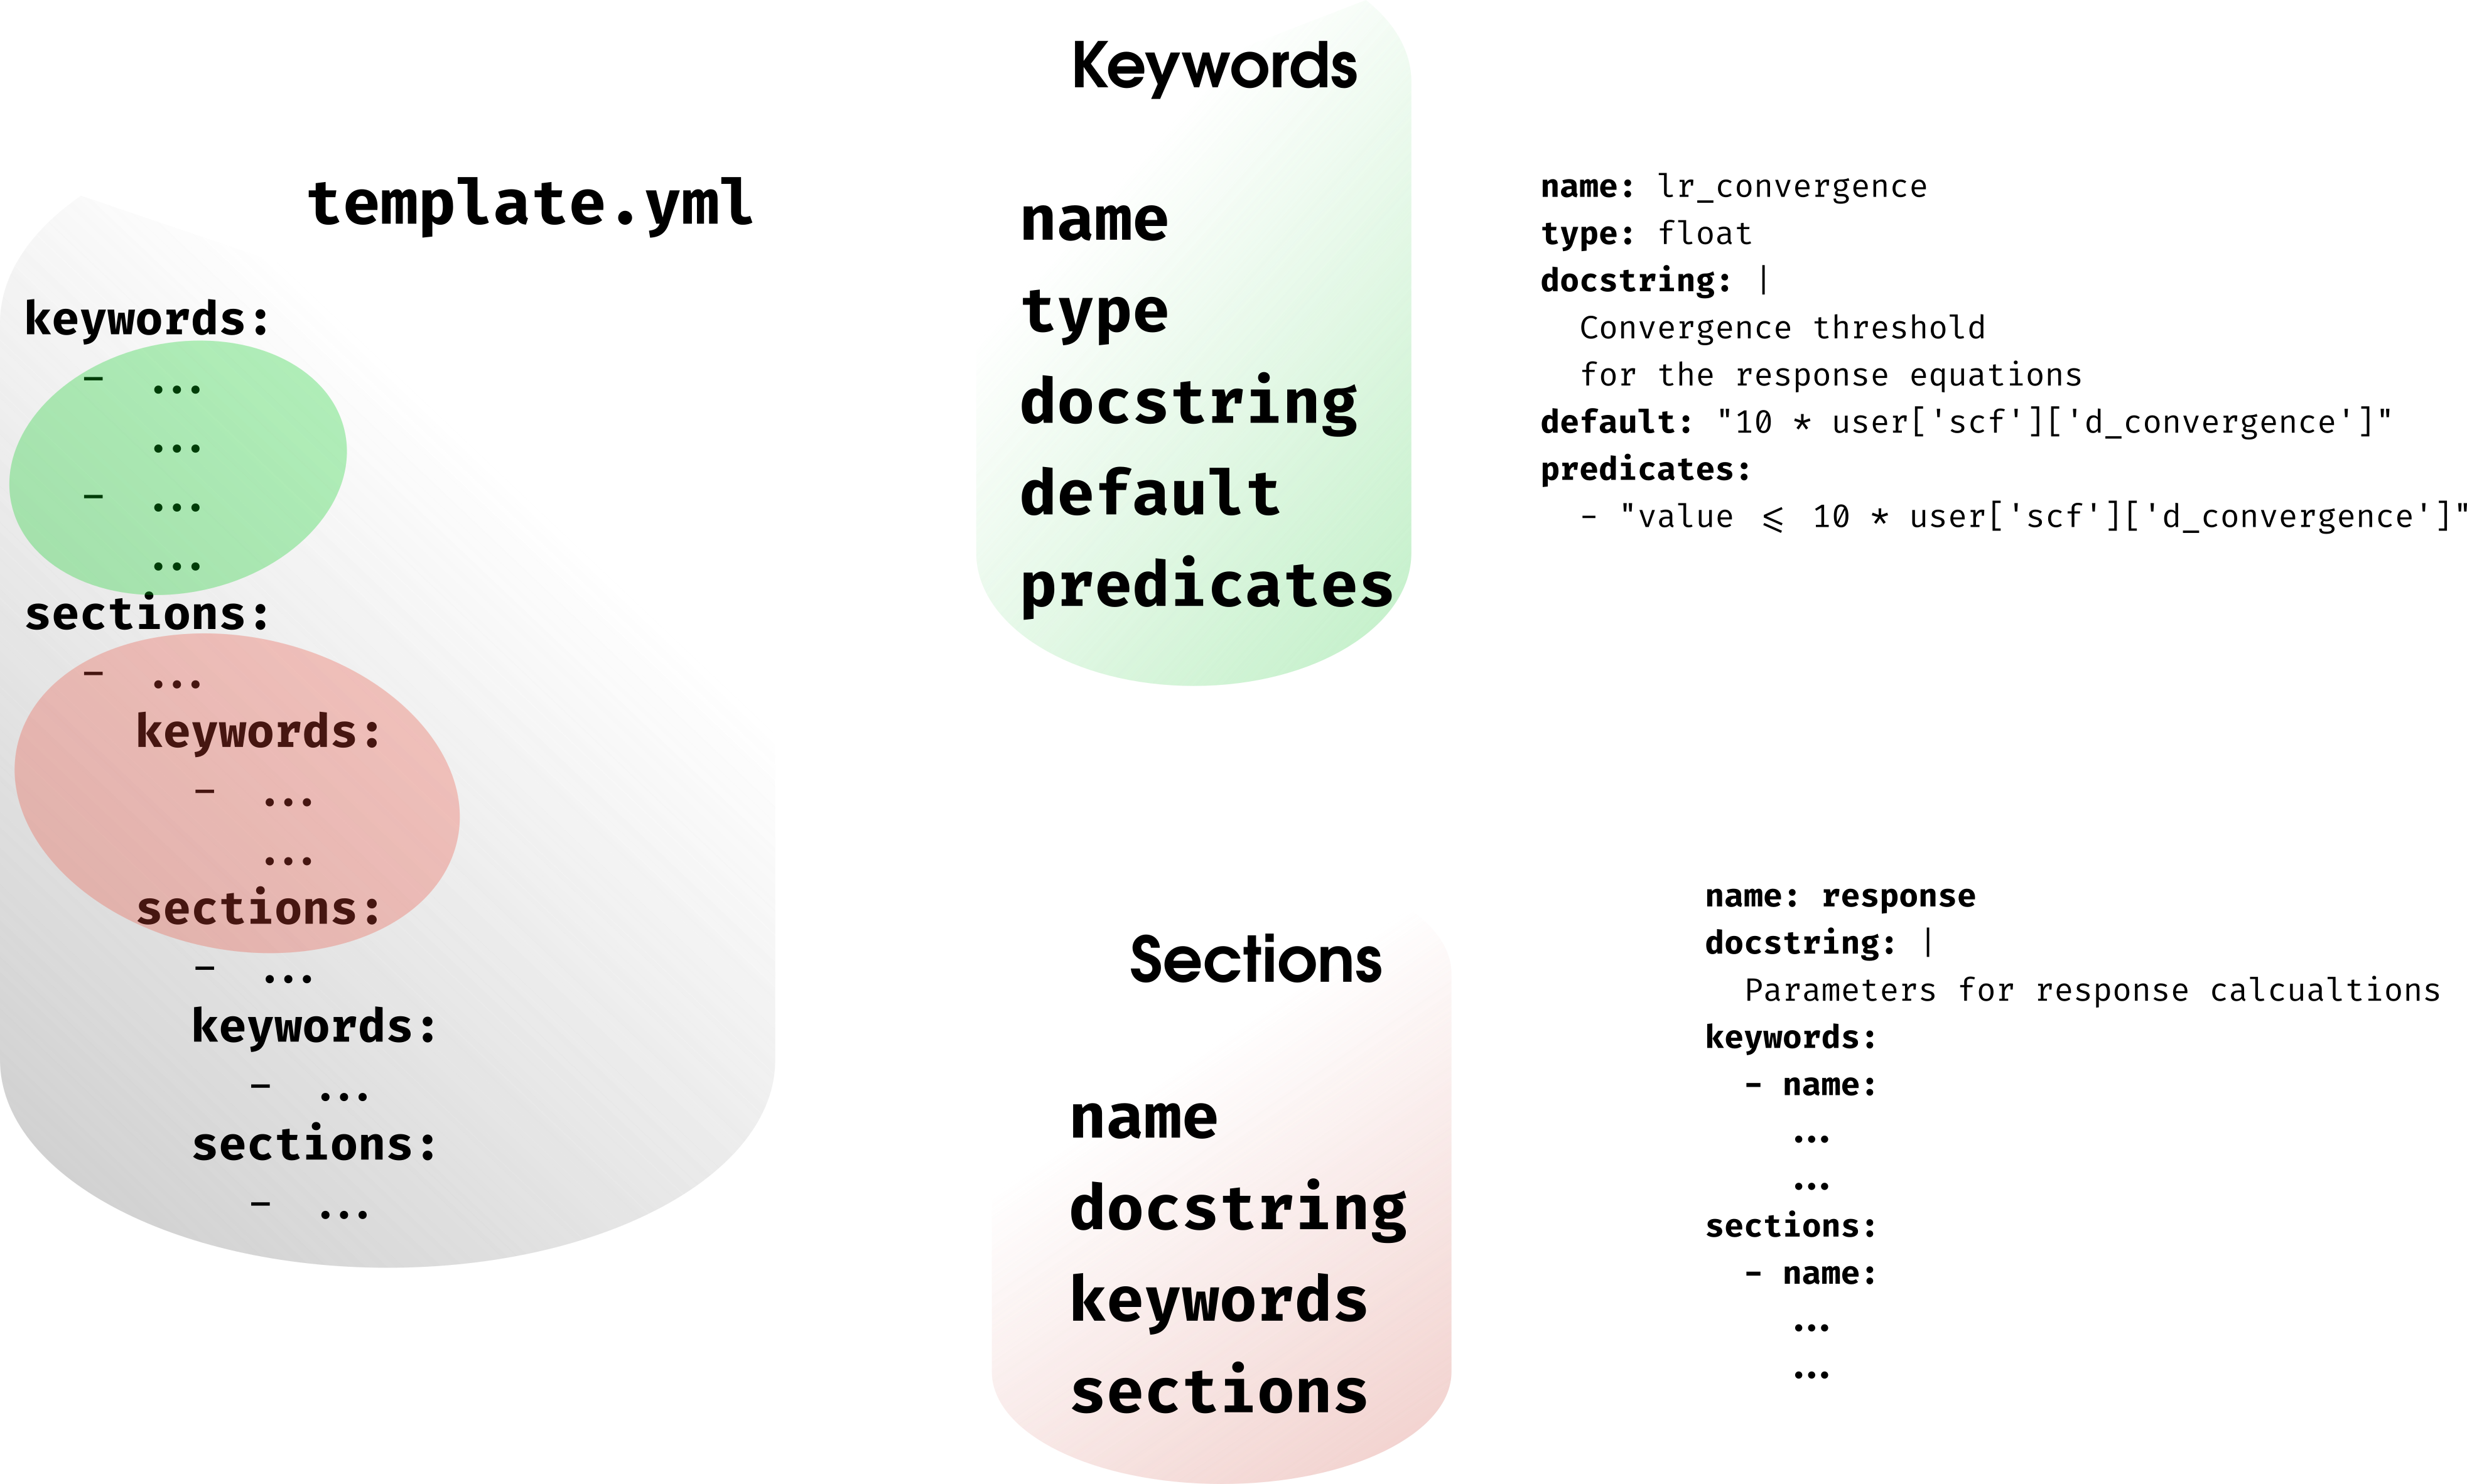 template.yml
keywords:
- ...
...
- ...
...
sections:
- ...
keywords:
- ...
...
sections:
- ...
keywords:
- ...
sections:
- ...
Keywords
name
type
docstring
default
predicates
name: lr_convergence
type: float
docstring: |
Convergence threshold
for the response equations
default: "10 * user['scf']['d_convergence']"
predicates:
- "value ⩽ 10 * user['scf']['d_convergence']"
Sections
name
docstring
keywords
sections
name: response
docstring: |
Parameters for response calcualtions
keywords:
- name:
...
...
sections:
- name:
...
...